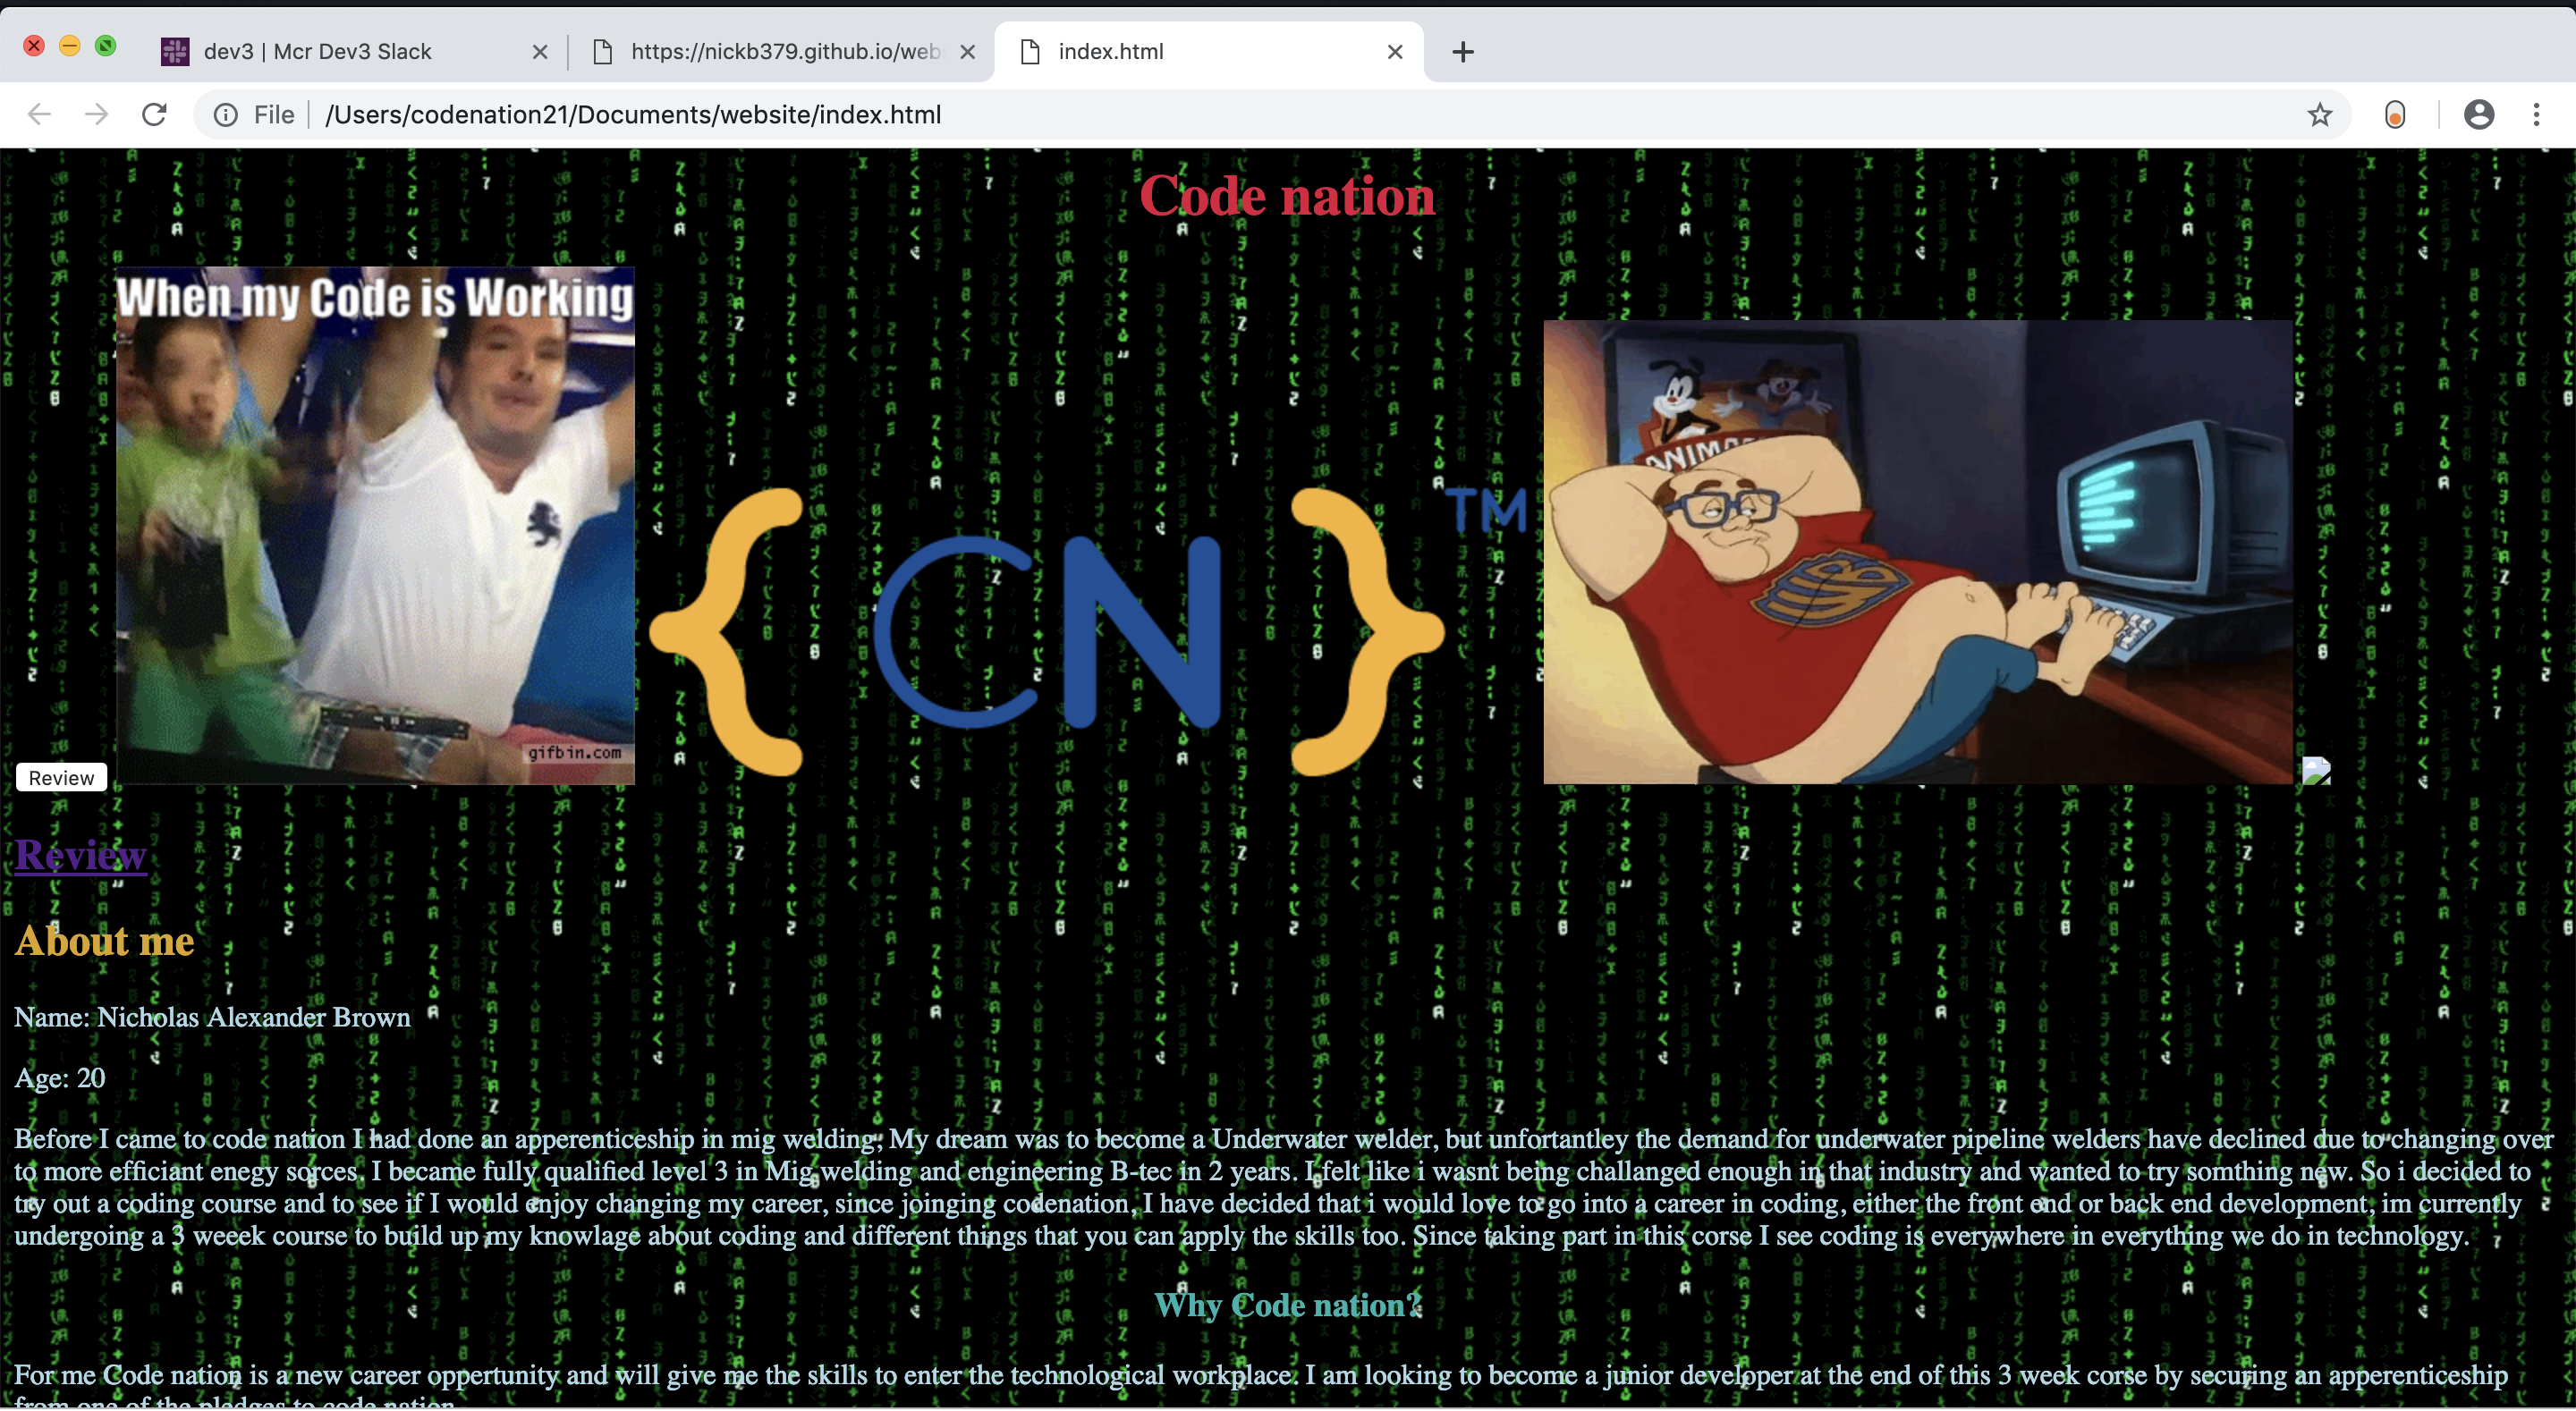 dev3 | Mcr Dev3 Slack
https://nickb379.github.io/web
index.html
File
/Users/codenation21/Documents/website/index.html
Code nation
When my Code is Working
gifbin.com
{CN}
TM
WB
Review
Review
About me
Name: Nicholas Alexander Brown
Age: 20
Before I came to code nation I had done an apperenticeship in mig welding, My dream was to become a Underwater welder, but unfortantley the demand for underwater pipeline welders have declined due to changing over
to more efficiant enegy sorces. I became fully qualified level 3 in Mig welding and engineering B-tec in 2 years. I felt like i wasnt being challanged enough in that industry and wanted to try somthing new. So i decided to
try out a coding course and to see if I would enjoy changing my career, since joinging codenation, I have decided that i would love to go into a career in coding, either the front end or back end development, im currently
undergoing a 3 weeek course to build up my knowlage about coding and different things that you can apply the skills too. Since taking part in this corse I see coding is everywhere in everything we do in technology.
Why Code nation?
For me Code nation is a new career oppertunity and will give me the skills to enter the technological workplace. I am looking to become a junior developer at the end of this 3 week corse by securing an apperenticeship
from one of the pledges to code nation